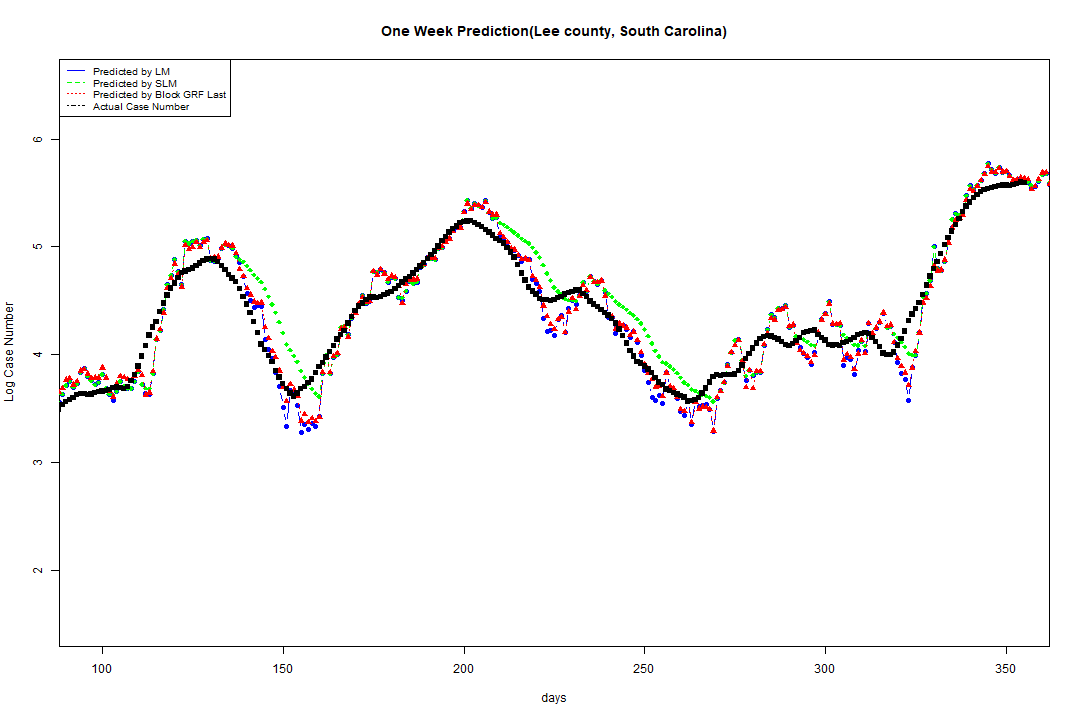 One Week Prediction(Lee county, South Carolina)
Predicted by LM
Predicted by SLM
Predicted by Block GRF Last
Actual Case Number
Log Case Number
6
5
4
3
2
100 150 200 250 300 350
days